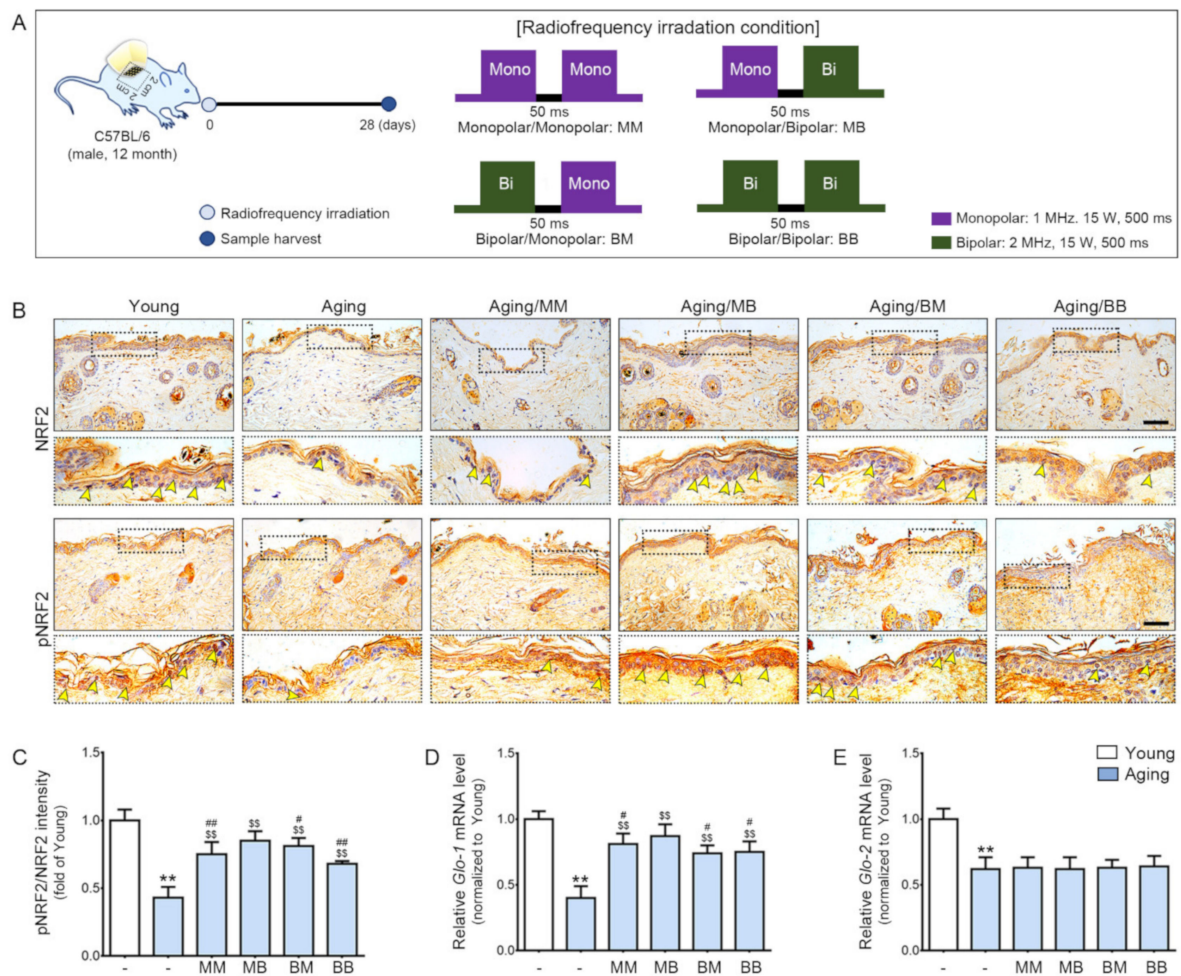 A
[Radiofrequency irradiation condition]
2 cm
2 cm
C57BL/6
(male, 12 month)
0
28 (days)
Radiofrequency irradiation
Sample harvest
Mono Mono
50 ms
Monopolar/Monopolar: MM
Mono Bi
50 ms
Monopolar/Bipolar: MB
Bi Mono
50 ms
Bipolar/Monopolar: BM
Bi Bi
50 ms
Bipolar/Bipolar: BB
Monopolar: 1 MHz. 15 W, 500 ms
Bipolar: 2 MHz, 15 W, 500 ms
B
Young Aging Aging/MM Aging/MB Aging/BM Aging/BB
NRF2
pNRF2
C
pNRF2/NRF2 intensity
(fold of Young)
1.5
1.0
0.5
0.0
**
##
$$
$$
#
$$
##
$$
- - MM MB BM BB
D
Relative Glo-1 mRNA level
(normalized to Young)
1.5
1.0
0.5
0.0
**
#
$$
$$
#
$$
#
$$
- - MM MB BM BB
E
Relative Glo-2 mRNA level
(normalized to Young)
1.5
1.0
0.5
0.0
**
- - MM MB BM BB
Young
Aging